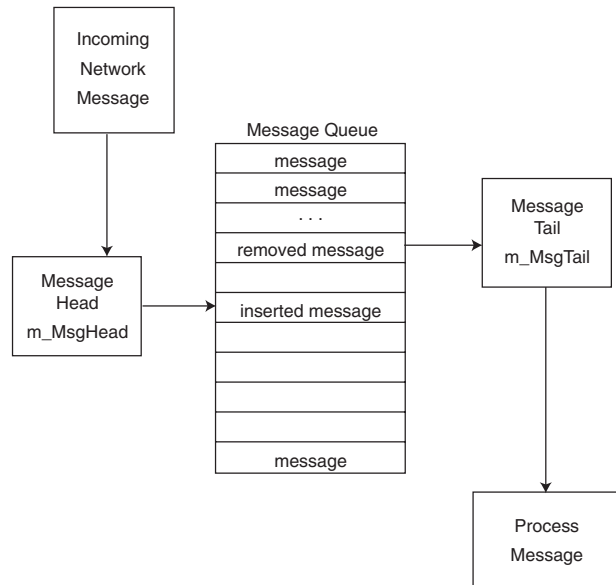 Incoming
Network
Message
Message Queue
message
message
. . .
removed message
inserted message
message
Message
Head
m_MsgHead
Message
Tail
m_MsgTail
Process
Message